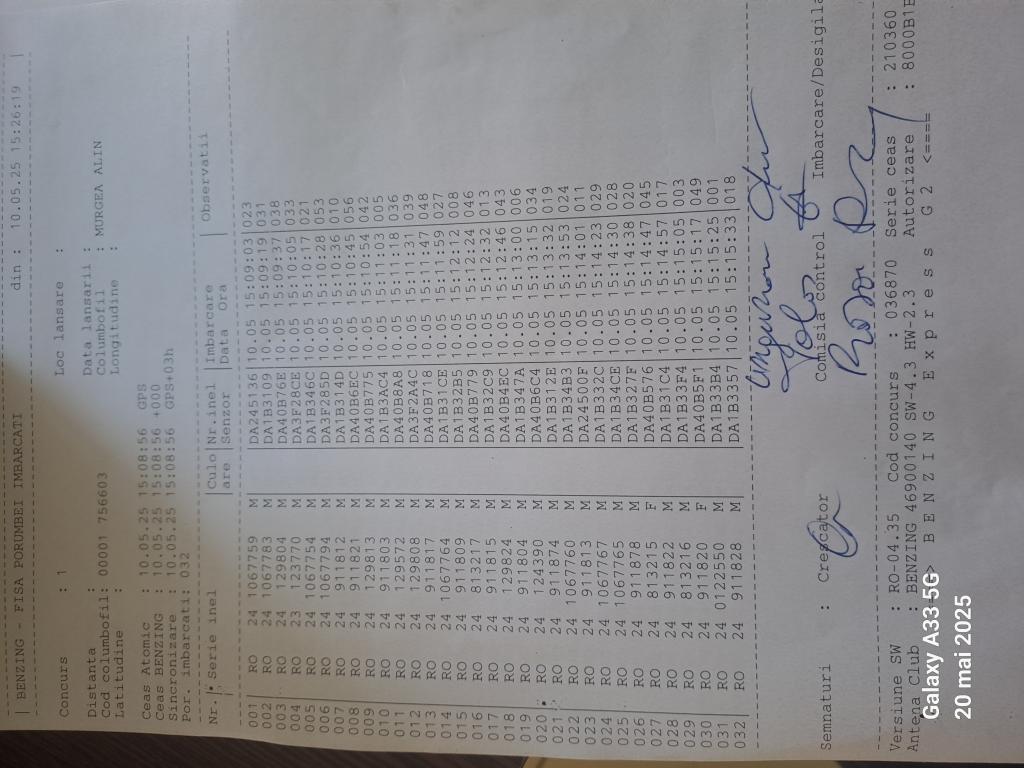 | BENZING - FISA PORUMBEI IMBARCATI din : 10.05.25 15:26:19 |
Concurs : 1 Loc lansare :
Distanta : Data lansarii :
Cod columbofil: 00001 756603 Columbofil : MURGEA ALIN
Latitudine : Longitudine :
Ceas Atomic : 10.05.25 15:08:56 GPS
Ceas BENZING : 10.05.25 15:08:56 +000
Sincronizare : 10.05.25 15:08:56 GPS+03h
Por. imbarcati: 032
Nr.| Serie inel |Culo|Nr.inel |Imbarcare | Observatii
|are |Senzor |Data Ora |
001| RO 24 1067759 M |DA245136|10.05 15:09:03|023
002| RO 24 1067783 M |DA1B3109|10.05 15:09:19|031
003| RO 24 129804 M |DA40B76E|10.05 15:09:37|038
004| RO 23 123770 M |DA3F28CE|10.05 15:10:05|033
005| RO 24 1067754 M |DA1B346C|10.05 15:10:17|021
006| RO 24 1067794 M |DA3F285D|10.05 15:10:28|053
007| RO 24 911812 M |DA1B314D|10.05 15:10:36|010
008| RO 24 911821 M |DA40B6EC|10.05 15:10:45|056
009| RO 24 129813 M |DA40B775|10.05 15:10:54|042
010| RO 24 911803 M |DA1B3AC4|10.05 15:11:03|005
011| RO 24 129572 M |DA40B8A8|10.05 15:11:18|036
012| RO 24 129808 M |DA3F2A4C|10.05 15:11:31|039
013| RO 24 911817 M |DA40B718|10.05 15:11:47|048
014| RO 24 1067764 M |DA1B31CE|10.05 15:11:59|027
015| RO 24 911809 M |DA1B32B5|10.05 15:12:12|008
016| RO 24 813217 M |DA40B779|10.05 15:12:24|046
017| RO 24 911815 M |DA1B32C9|10.05 15:12:32|013
018| RO 24 129824 M |DA40B4EC|10.05 15:12:46|043
019| RO 24 911804 M |DA1B347A|10.05 15:13:00|006
020| RO 24 124390 M |DA40B6C4|10.05 15:13:15|034
021| RO 24 911874 M |DA1B312E|10.05 15:13:32|019
022| RO 24 1067760 M |DA1B34B3|10.05 15:13:53|024
023| RO 24 911813 M |DA24500F|10.05 15:14:01|011
024| RO 24 1067767 M |DA1B332C|10.05 15:14:23|029
025| RO 24 1067765 M |DA1B34CE|10.05 15:14:30|028
026| RO 24 911878 M |DA1B327F|10.05 15:14:38|020
027| RO 24 813215 F |DA40B576|10.05 15:14:47|045
028| RO 24 911822 M |DA1B31C4|10.05 15:14:57|017
029| RO 24 813216 M |DA1B33F4|10.05 15:15:05|003
030| RO 24 911820 F |DA40B5F1|10.05 15:15:15|049
031| RO 24 0122550 M |DA1B33B4|10.05 15:15:25|001
032| RO 24 911828 M |DA1B3357|10.05 15:15:33|018
Semnaturi : Crescator Comisia control Imbarcare/Desigila
Versiune SW : RO-04.35 Cod concurs : 036870 Serie ceas : 210360
Antena Club : BENZING 46900140 SW-4.3 HW-2.3 Autorizare : 8000B1E
> B E N Z I N G E x p r e s s G 2 <====
Galaxy A33 5G
20 mai 2025